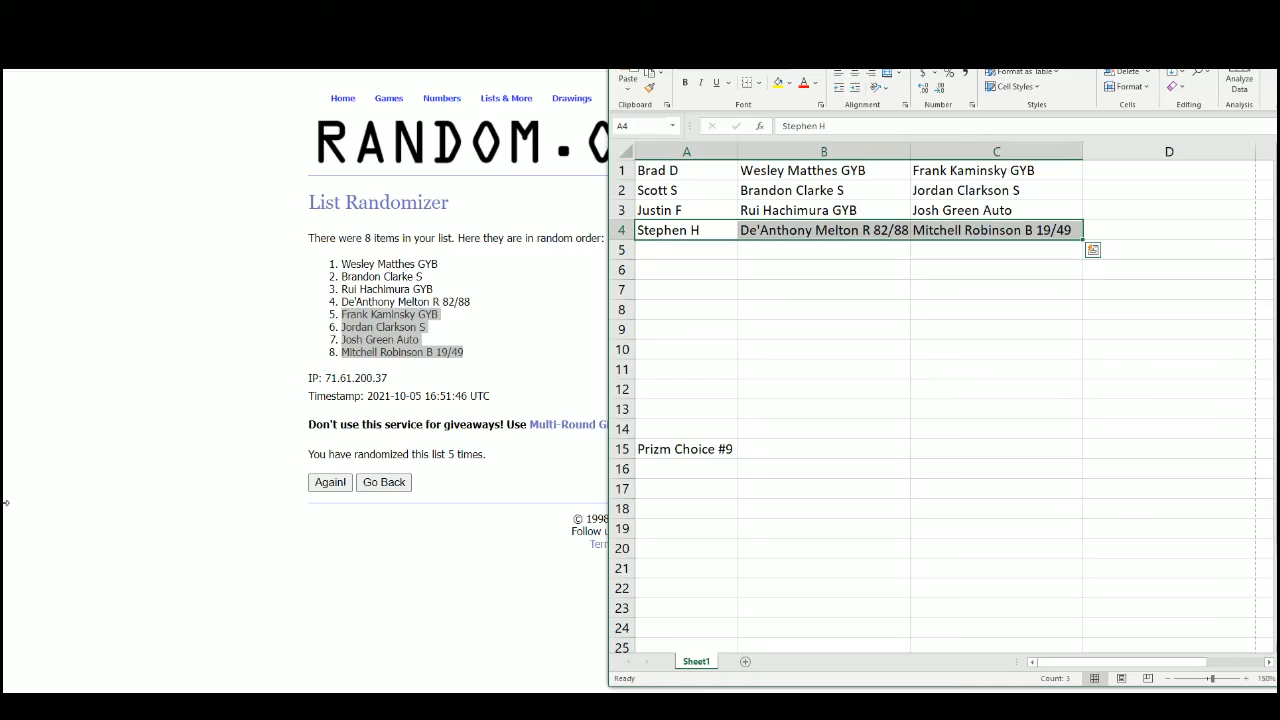 Home Games Numbers Lists & More Drawings
RANDOM.O
List Randomizer
There were 8 items in your list. Here they are in random order:
1. Wesley Matthes GYB
2. Brandon Clarke S
3. Rui Hachimura GYB
4. De'Anthony Melton R 82/88
5. Frank Kaminsky GYB
6. Jordan Clarkson S
7. Josh Green Auto
8. Mitchell Robinson B 19/49
IP: 71.61.200.37
Timestamp: 2021-10-05 16:51:46 UTC
Don't use this service for giveaways! Use Multi-Round G
You have randomized this list 5 times.
Again! Go Back
© 1998
Follow u
Terr
Paste
B I U A $ % 9
Format as Table
Cell Styles
Delete
Format
Analyze
Data
Clipboard Font Alignment Number Styles Cells Editing Analysis
A4 fx Stephen H
A B C D
1 Brad D Wesley Matthes GYB Frank Kaminsky GYB
2 Scott S Brandon Clarke S Jordan Clarkson S
3 Justin F Rui Hachimura GYB Josh Green Auto
4 Stephen H De'Anthony Melton R 82/88 Mitchell Robinson B 19/49
5
6
7
8
9
10
11
12
13
14
15 Prizm Choice #9
16
17
18
19
20
21
22
23
24
25
Sheet1
Ready Count: 3 150%